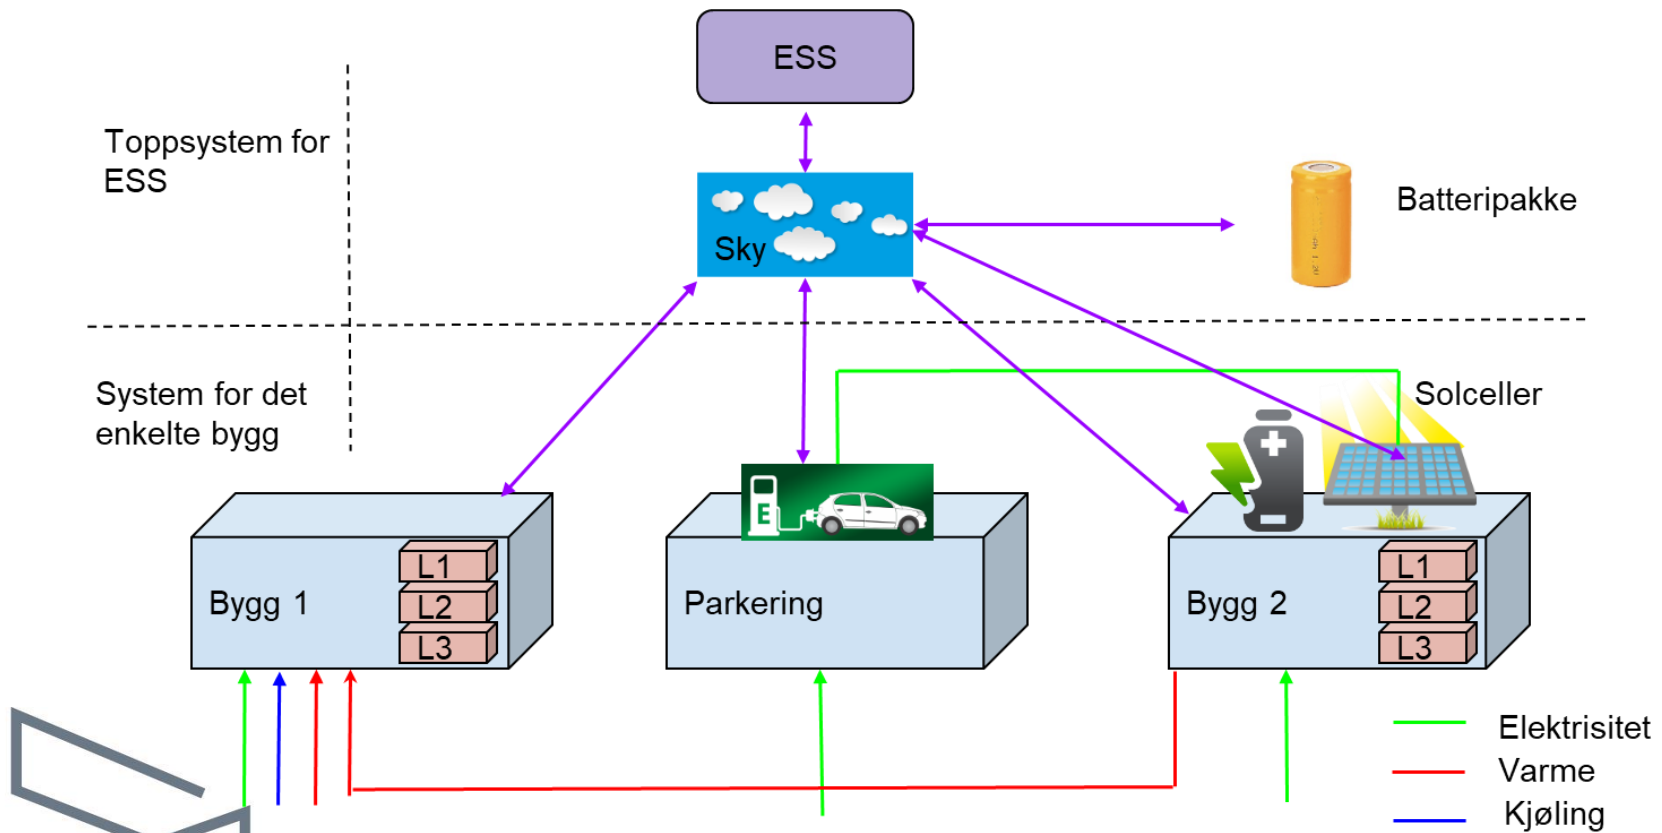 ESS
Toppsystem for
ESS
Batteripakke
Sky
System for det
enkelte bygg
Solceller
E
L1
L2
L3
Bygg 1
Parkering
L1
L2
L3
Bygg 2
Elektrisitet
Varme
Kjøling